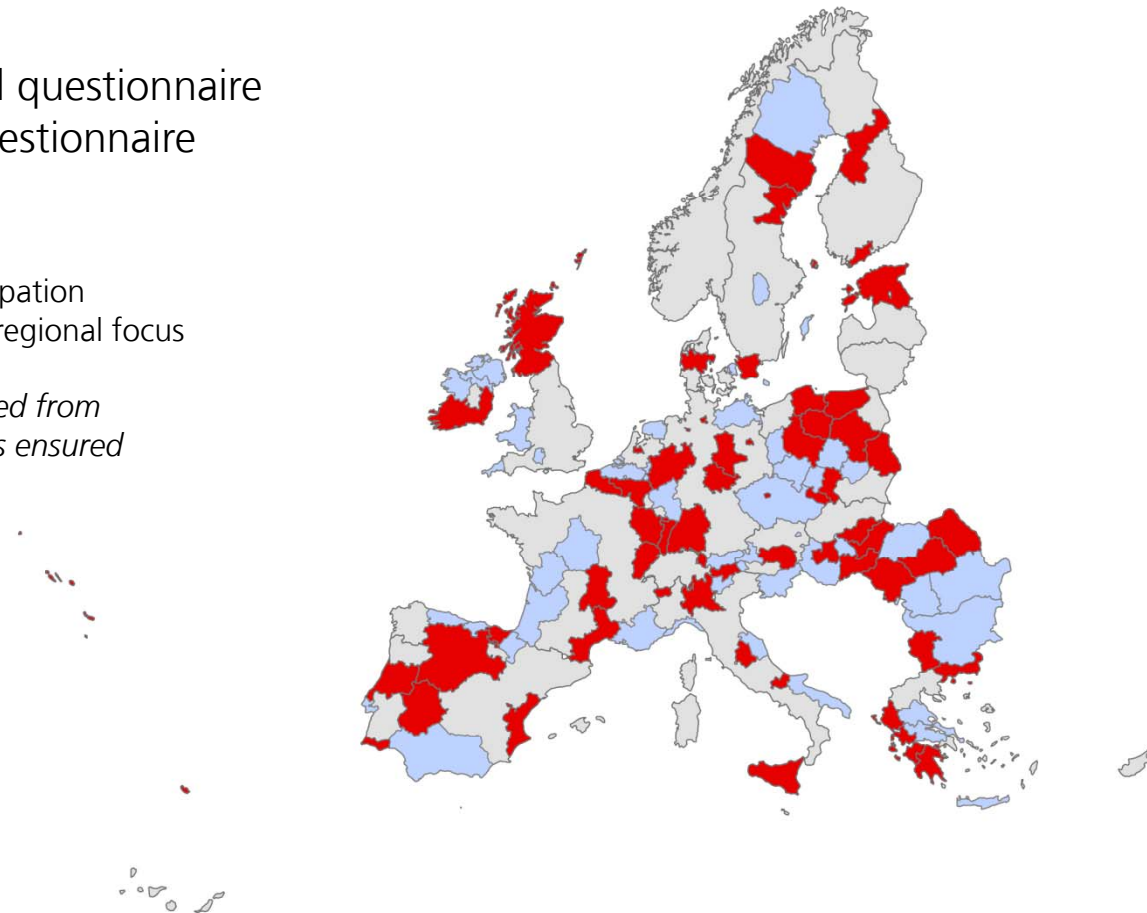 questionnaire
estionnaire
pation
regional focus
ed from
s ensured